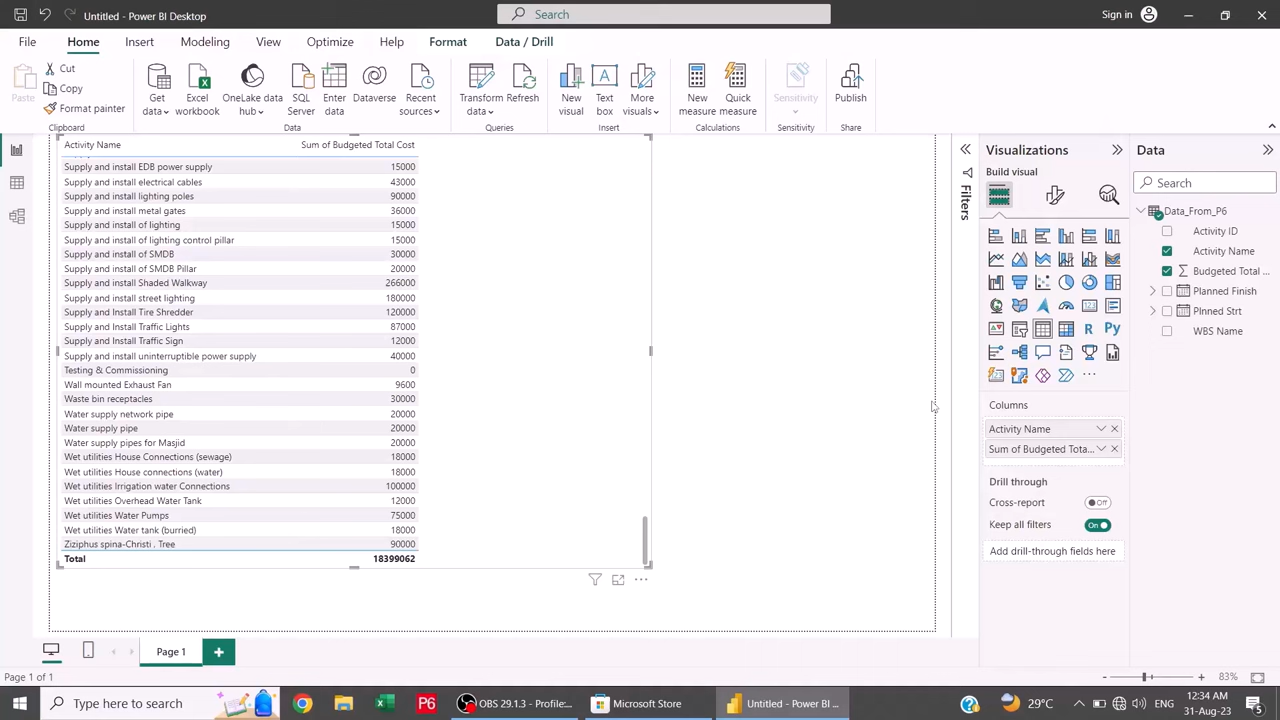 Untitled - Power BI Desktop
Search
Sign in
File Home Insert Modeling View Optimize Help Format Data / Drill
Paste
Cut
Copy
Format painter
Get data
Excel workbook
OneLake data hub
SQL Server
Enter data
Dataverse
Recent sources
Transform data
Refresh
New visual
Text box
More visuals
New measure
Quick measure
Sensitivity
Publish
Clipboard Data Queries Insert Calculations Sensitivity Share
Activity Name Sum of Budgeted Total Cost
Supply and install EDB power supply 15000
Supply and install electrical cables 43000
Supply and install lighting poles 90000
Supply and install metal gates 36000
Supply and install of lighting 15000
Supply and install of lighting control pillar 15000
Supply and install of SMDB 30000
Supply and install of SMDB Pillar 20000
Supply and install Shaded Walkway 266000
Supply and install street lighting 180000
Supply and Install Tire Shredder 120000
Supply and Install Traffic Lights 87000
Supply and Install Traffic Sign 12000
Supply and install uninterruptible power supply 40000
Testing & Commissioning 0
Wall mounted Exhaust Fan 9600
Waste bin receptacles 30000
Water supply network pipe 20000
Water supply pipe 20000
Water supply pipes for Masjid 20000
Wet utilities House Connections (sewage) 18000
Wet utilities House connections (water) 18000
Wet utilities Irrigation water Connections 100000
Wet utilities Overhead Water Tank 12000
Wet utilities Water Pumps 75000
Wet utilities Water tank (burried) 18000
Ziziphus spina-Christi . Tree 90000
Total 18399062
Filters
Visualizations
Build visual
R Py
Columns
Activity Name
Sum of Budgeted Tota...
Drill through
Cross-report Off
Keep all filters On
Add drill-through fields here
Data
Search
Data_From_P6
Activity ID
Activity Name
Budgeted Total ...
Planned Finish
Plnned Strt
WBS Name
Page 1
Page 1 of 1
83%
Type here to search
P6
OBS 29.1.3 - Profile:...
Microsoft Store
Untitled - Power BI ...
29°C
ENG
12:34 AM
31-Aug-23
5